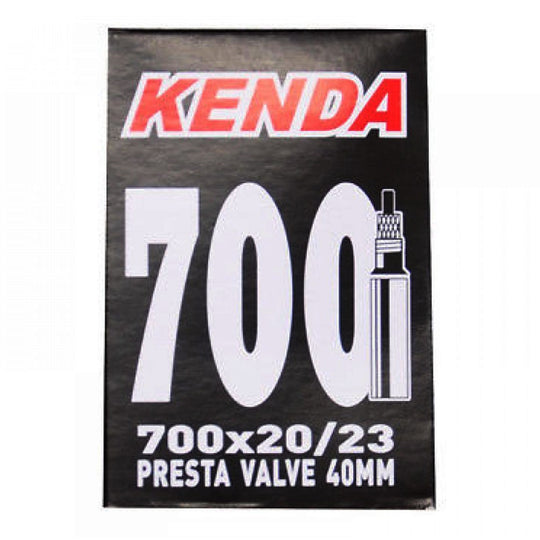 KENDA
700
700x20/23
PRESTA VALVE 40MM